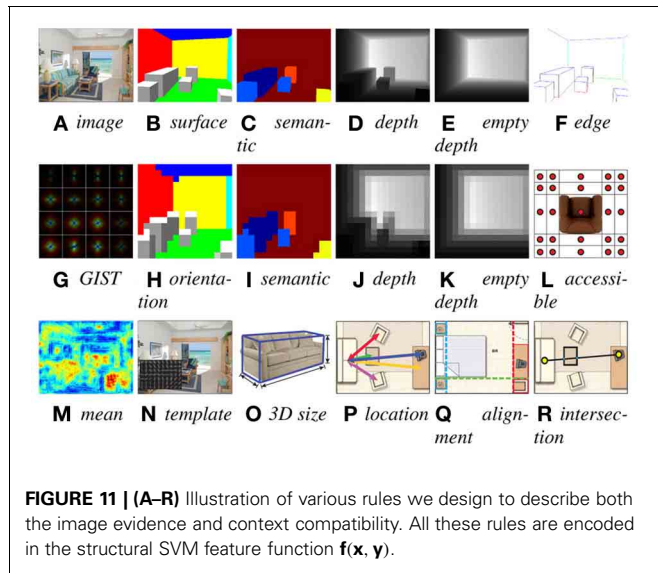 A image B surface C seman- D depth E empty F edge
tic depth
G GIST H orienta- I semantic J depth K empty L accessi-
tion depth ble
M mean N template O 3D size P location Q align- R intersec-
ment tion
FIGURE 11 | (A–R) Illustration of various rules we design to describe both
the image evidence and context compatibility. All these rules are encoded
in the structural SVM feature function f(x, y).